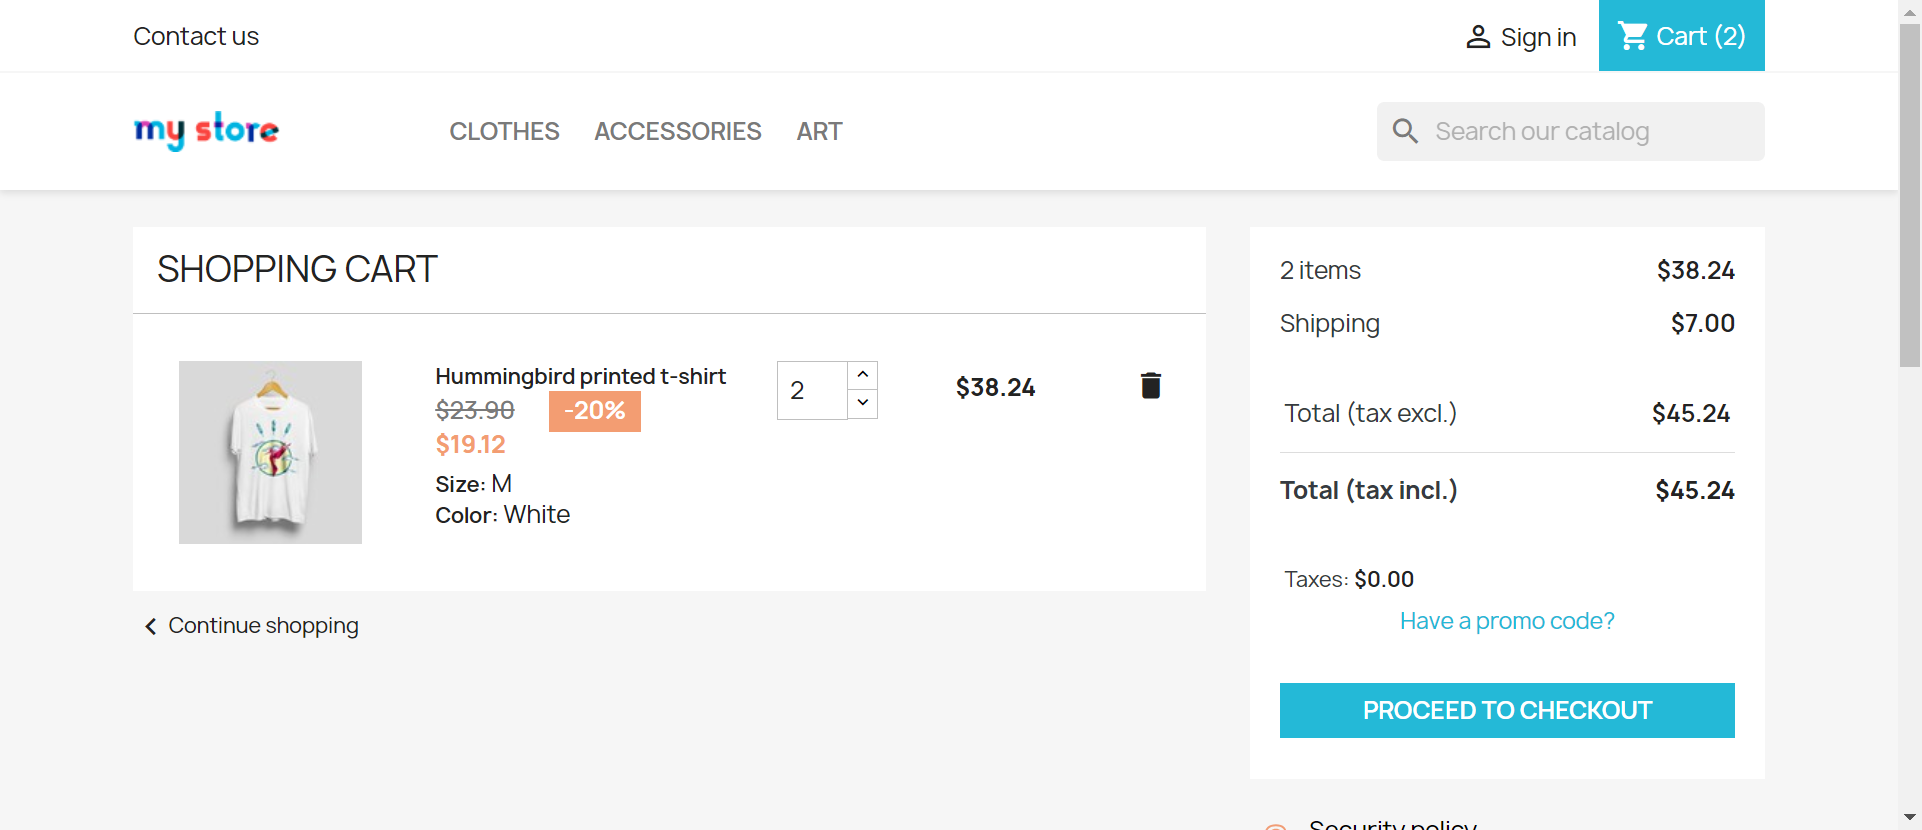 Contact us
Sign in
Cart (2)
my store
CLOTHES
ACCESSORIES
ART
Search our catalog
SHOPPING CART
Hummingbird printed t-shirt
$23.90
-20%
$19.12
Size: M
Color: White
2
$38.24
Continue shopping
2 items
$38.24
Shipping
$7.00
Total (tax excl.)
$45.24
Total (tax incl.)
$45.24
Taxes: $0.00
Have a promo code?
PROCEED TO CHECKOUT
Security policy